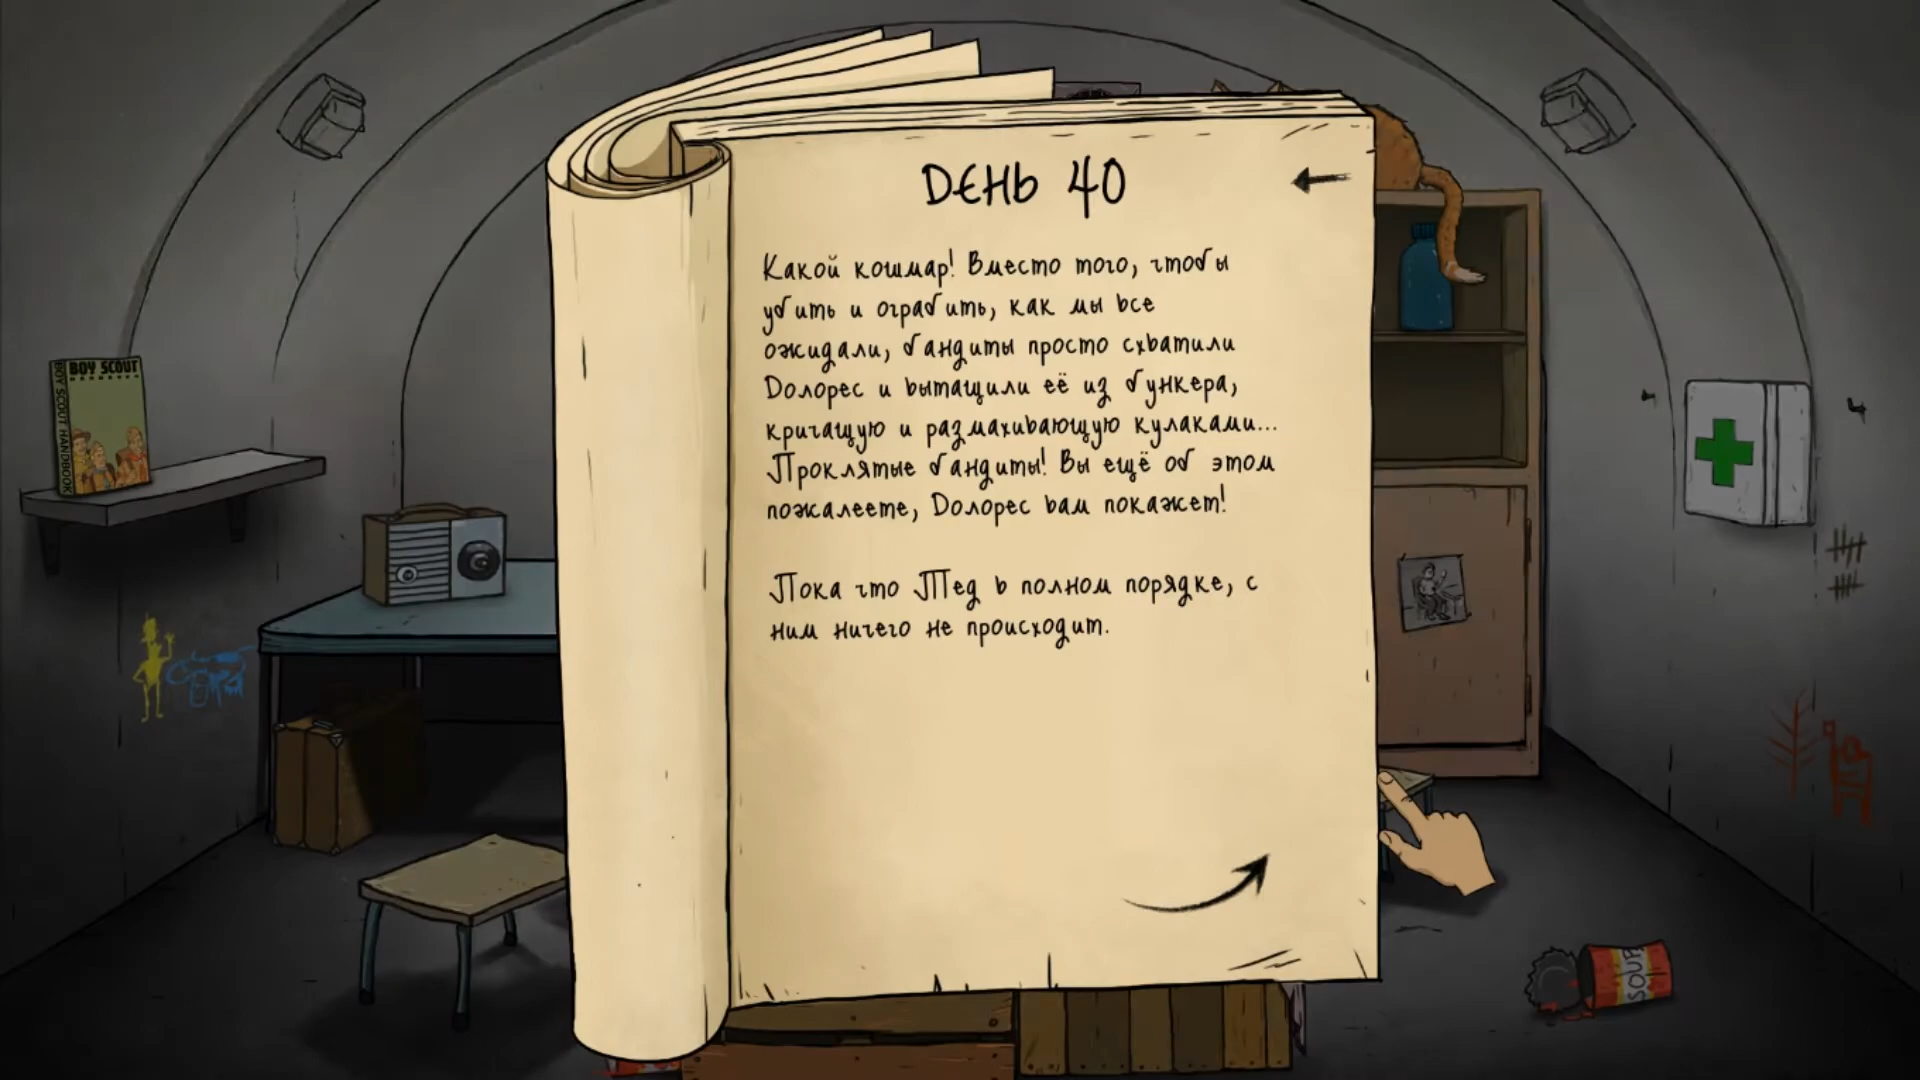 BOY SCOUT
BOY SCOUT HANDBOOK
ДЕНЬ 40
Какой кошмар! Вместо того, чтобы
убить и ограбить, как мы все
ожидали, бандиты просто схватили
Долорес и вытащили её из бункера,
кричащую и размахивающую кулаками...
Проклятые бандиты! Вы ещё об этом
пожалеете, Долорес вам покажет!
Пока что Тед в полном порядке, с
ним ничего не происходит.
SOUP